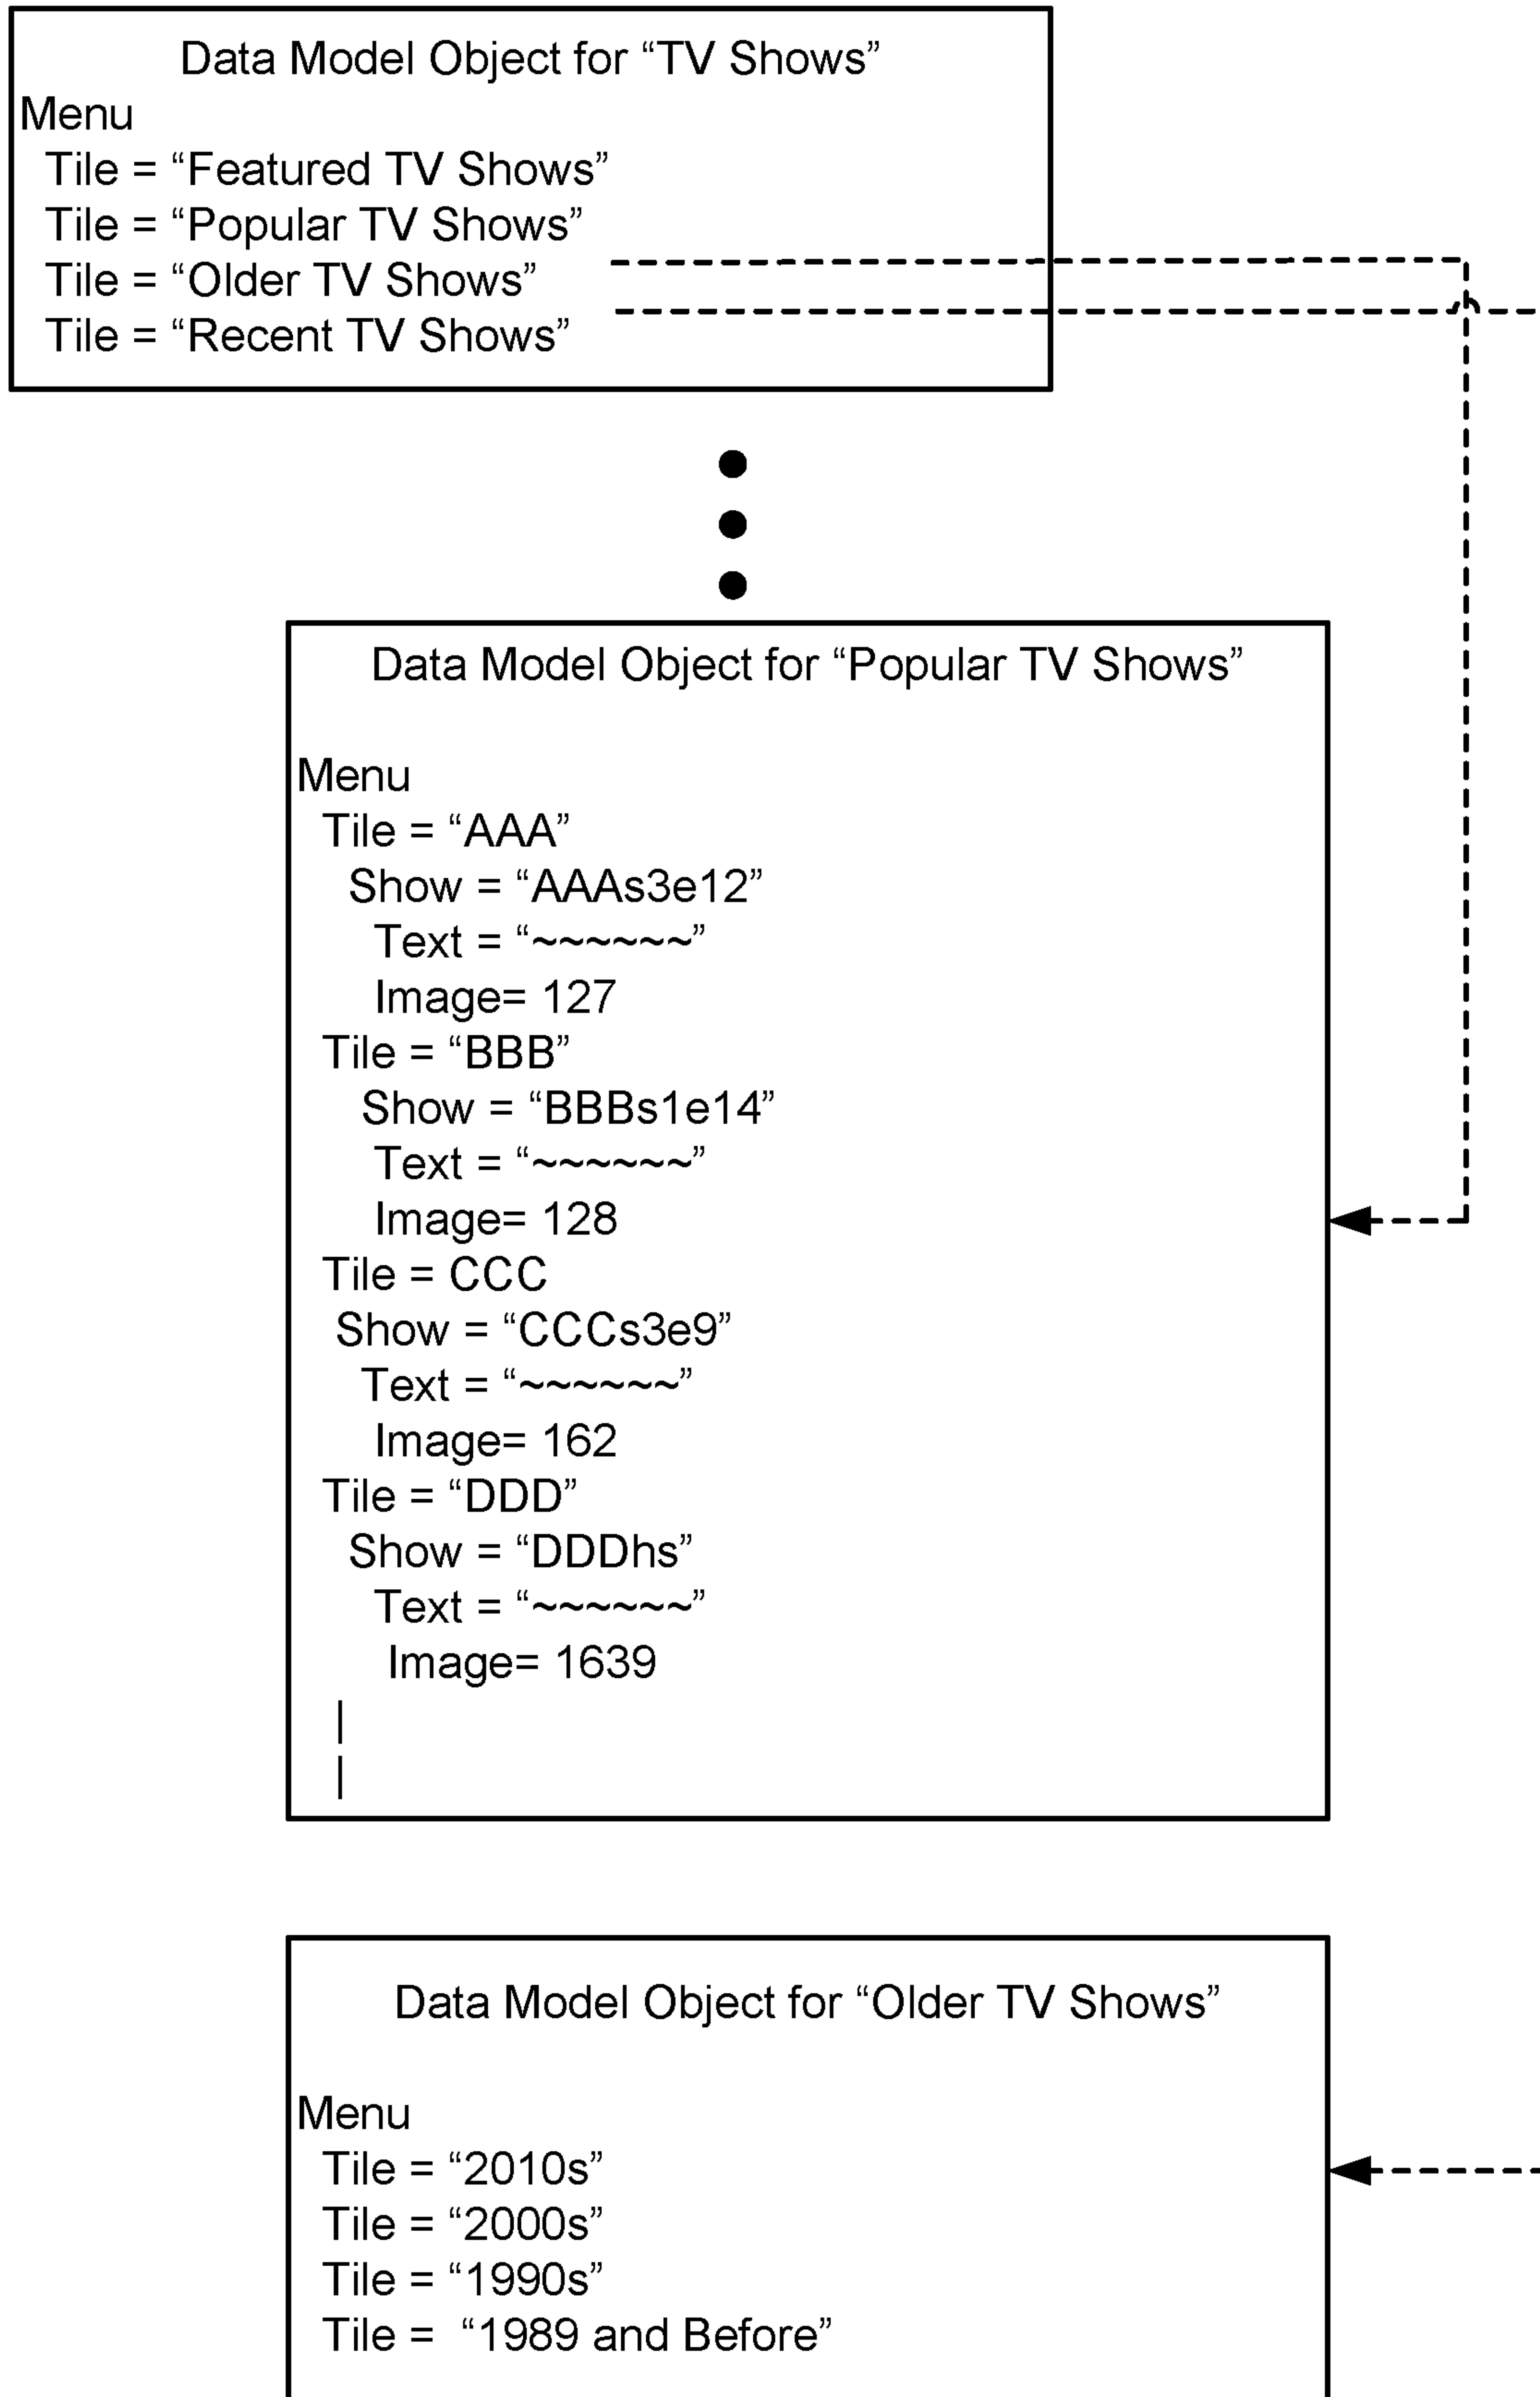 Data Model Object for “TV Shows”
Menu
Tile = “Featured TV Shows”
Tile = “Popular TV Shows”
Tile = “Older TV Shows”
Tile = “Recent TV Shows”
Data Model Object for “Popular TV Shows”
Menu
Tile = “AAA”
Show = “AAAs3e12”
Text = “~~~~~~”
Image= 127
Tile = “BBB”
Show = “BBBs1e14”
Text = “~~~~~~”
Image= 128
Tile = CCC
Show = “CCCs3e9”
Text = “~~~~~~”
Image= 162
Tile = “DDD”
Show = “DDDhs”
Text = “~~~~~~”
Image= 1639
|
|
Data Model Object for “Older TV Shows”
Menu
Tile = “2010s”
Tile = “2000s”
Tile = “1990s”
Tile = “1989 and Before”